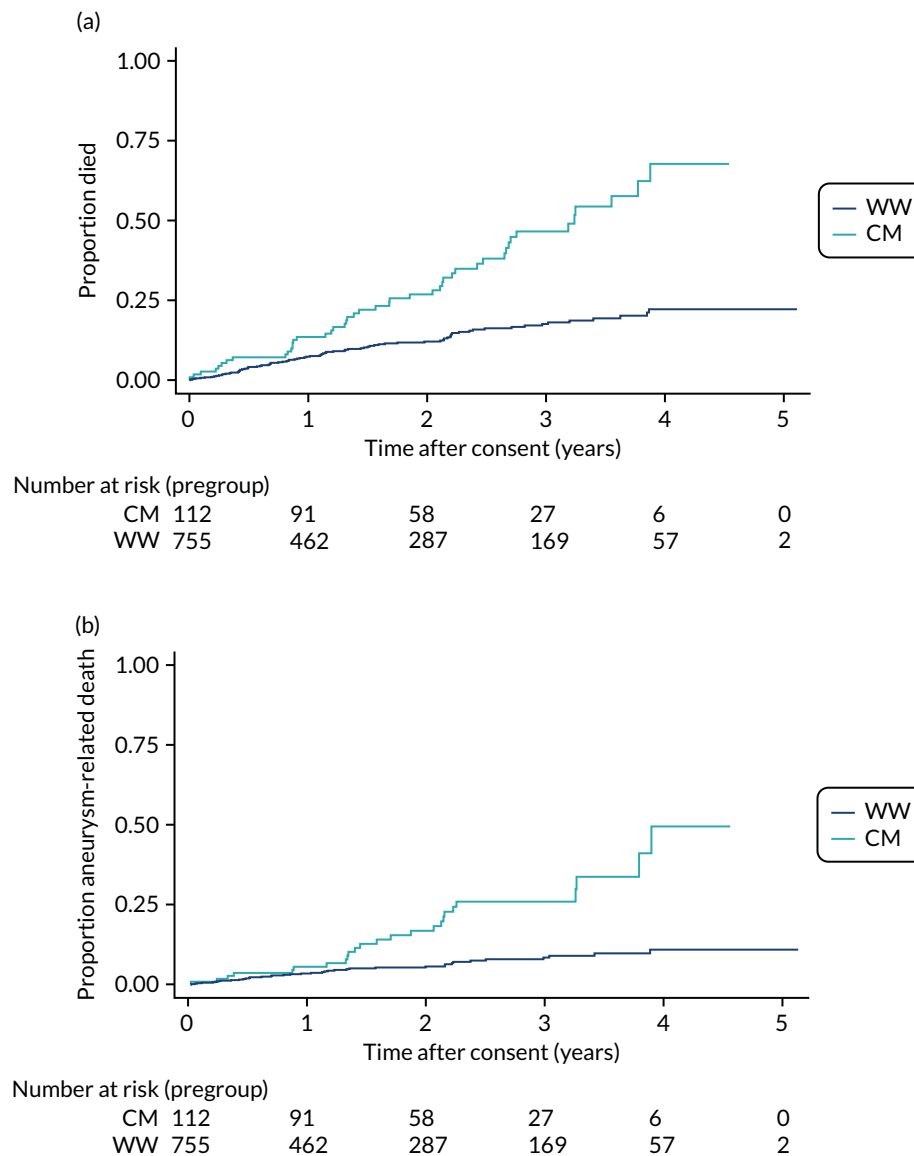 (a)
1.00
0.75
0.50
0.25
0.00
Proportion died
0 1 2 3 4 5
Time after consent (years)
WW
CM
Number at risk (pregroup)
CM 112 91 58 27 6 0
WW 755 462 287 169 57 2
(b)
1.00
0.75
0.50
0.25
0.00
Proportion aneurysm-related death
0 1 2 3 4 5
Time after consent (years)
WW
CM
Number at risk (pregroup)
CM 112 91 58 27 6 0
WW 755 462 287 169 57 2